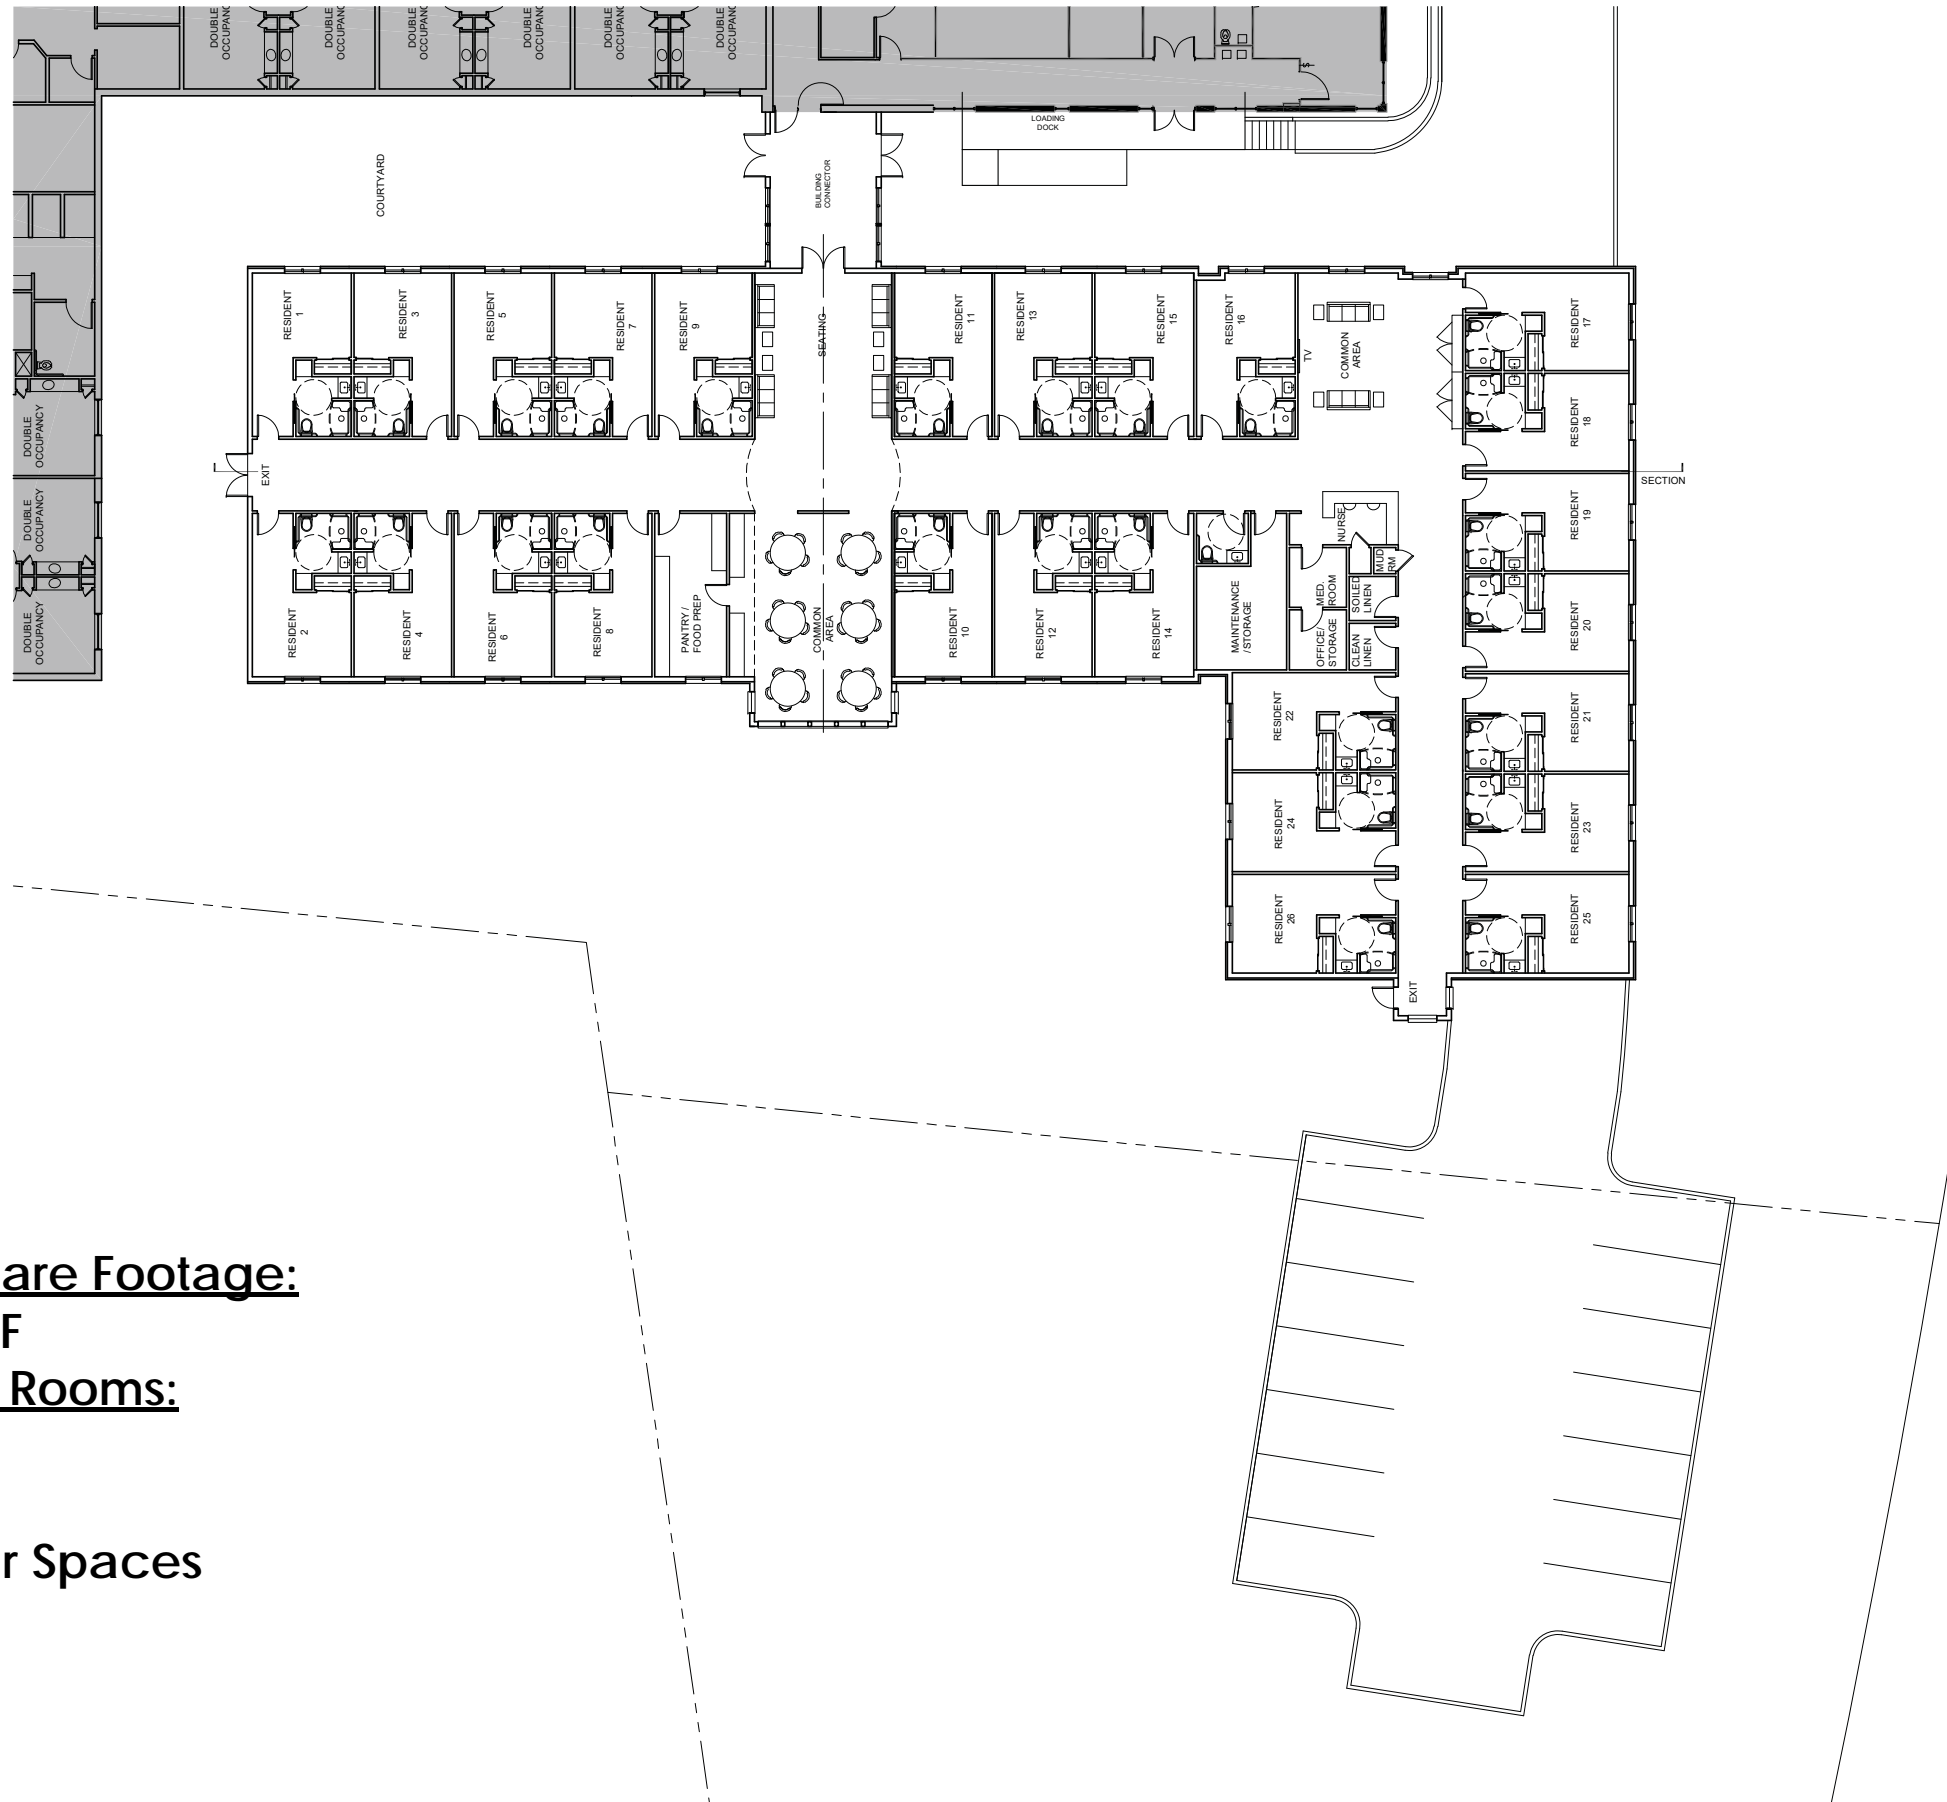 DOUBLE
OCCUPANCY
DOUBLE
OCCUPANCY
DOUBLE
OCCUPANCY
DOUBLE
OCCUPANCY
DOUBLE
OCCUPANCY
DOUBLE
LOADING
DOCK
COURTYARD
BUILDING
CONNECTOR
RESIDENT
1
RESIDENT
3
RESIDENT
5
RESIDENT
7
RESIDENT
9
SEATING
RESIDENT
11
RESIDENT
13
RESIDENT
15
RESIDENT
16
TV
COMMON
AREA
RESIDENT
17
RESIDENT
18
DOUBLE
OCCUPANCY
EXIT
SECTION
DOUBLE
OCCUPANCY
NURSE
RESIDENT
19
MUD
RM
DOUBLE
OCCUPANCY
RESIDENT
2
RESIDENT
4
RESIDENT
6
RESIDENT
8
PANTRY /
FOOD PREP
COMMON
AREA
RESIDENT
10
RESIDENT
12
RESIDENT
14
MAINTENANCE
/STORAGE
MED.
ROOM
SOILED
LINEN
OFFICE/
STORAGE
CLEAN
LINEN
RESIDENT
20
RESIDENT
22
RESIDENT
21
RESIDENT
24
RESIDENT
23
RESIDENT
26
RESIDENT
25
EXIT
are Footage:
F
Rooms:
r Spaces